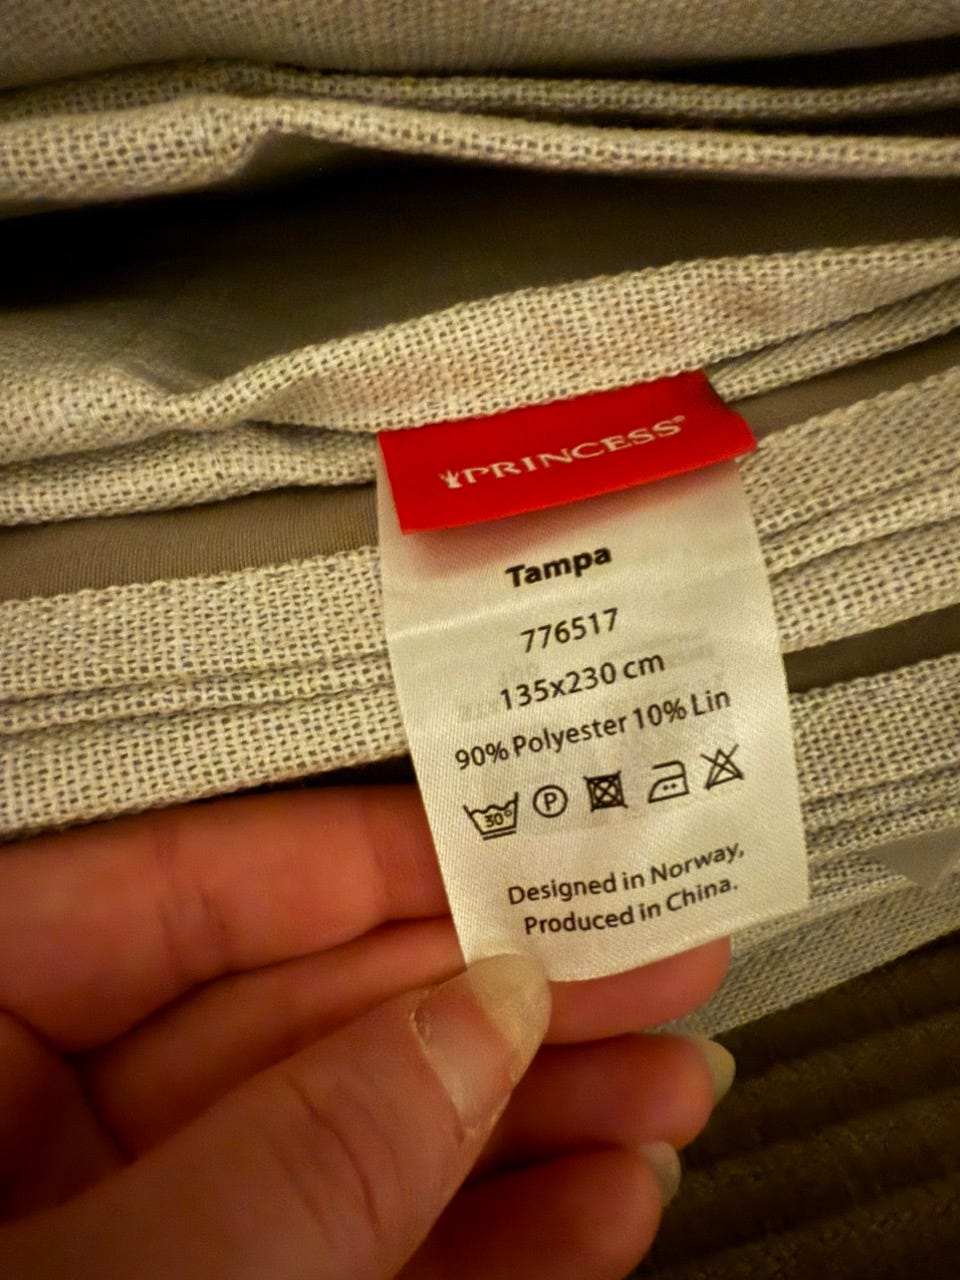 PRINCESS®
Tampa
776517
135x230 cm
90% Polyester 10% Lin
30° P
Designed in Norway,
Produced in China.